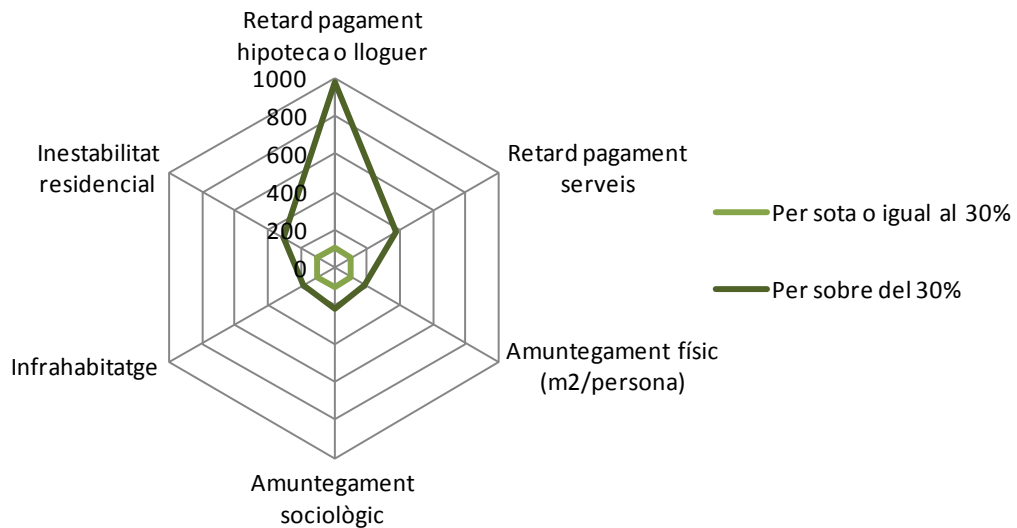 Retard pagament
hipoteca o lloguer
1000
800
600
400
200
0
Retard pagament
serveis
Amuntegament físic
(m2/persona)
Amuntegament
sociològic
Infrahabitatge
Inestabilitat
residencial
Per sota o igual al 30%
Per sobre del 30%